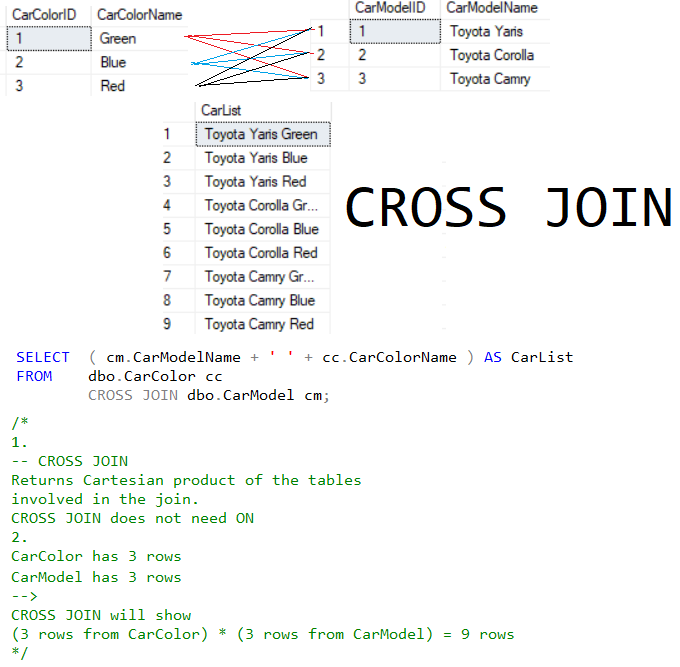 CarColorID CarColorName
1 Green
2 Blue
3 Red
CarModelID CarModelName
1 1 Toyota Yaris
2 2 Toyota Corolla
3 3 Toyota Camry
CarList
1 Toyota Yaris Green
2 Toyota Yaris Blue
3 Toyota Yaris Red
4 Toyota Corolla Gr...
5 Toyota Corolla Blue
6 Toyota Corolla Red
7 Toyota Camry Gr...
8 Toyota Camry Blue
9 Toyota Camry Red
CROSS JOIN
SELECT ( cm.CarModelName + ' ' + cc.CarColorName ) AS CarList
FROM dbo.CarColor cc
CROSS JOIN dbo.CarModel cm;
/*
1.
-- CROSS JOIN
Returns Cartesian product of the tables
involved in the join.
CROSS JOIN does not need ON
2.
CarColor has 3 rows
CarModel has 3 rows
-->
CROSS JOIN will show
(3 rows from CarColor) * (3 rows from CarModel) = 9 rows
*/